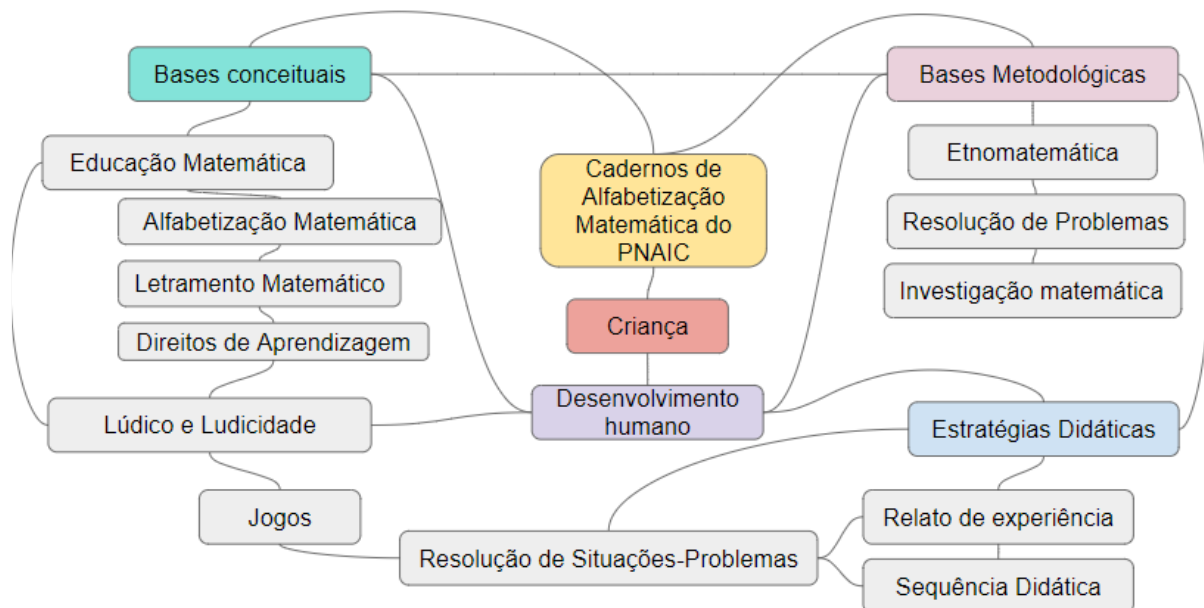 Bases conceituais
Bases Metodológicas
Educação Matemática
Alfabetização Matemática
Letramento Matemático
Direitos de Aprendizagem
Lúdico e Ludicidade
Jogos
Cadernos de
Alfabetização
Matemática do
PNAIC
Criança
Desenvolvimento
humano
Etnomatemática
Resolução de Problemas
Investigação matemática
Estratégias Didáticas
Resolução de Situações-Problemas
Relato de experiência
Sequência Didática